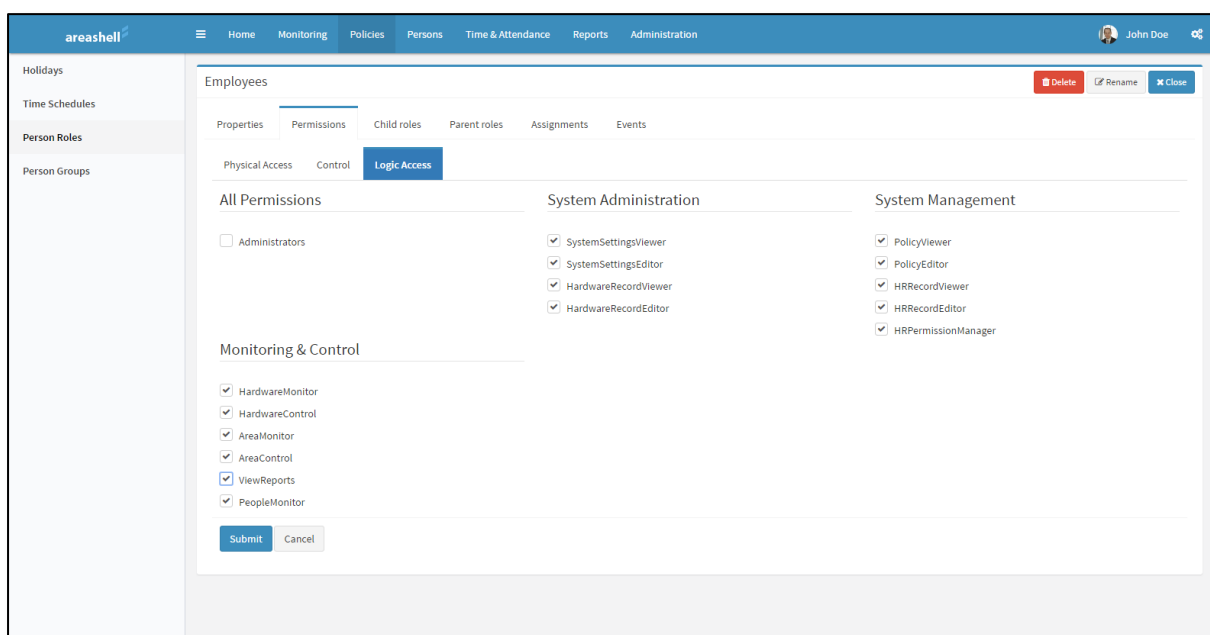 areashell
Home Monitoring Policies Persons Time & Attendance Reports Administration John Doe
Holidays
Time Schedules
Person Roles
Person Groups
Employees Delete Rename Close
Properties Permissions Child roles Parent roles Assignments Events
Physical Access Control Logic Access
All Permissions
Administrators
System Administration
SystemSettingsViewer
SystemSettingsEditor
HardwareRecordViewer
HardwareRecordEditor
System Management
PolicyViewer
PolicyEditor
HRRecordViewer
HRRecordEditor
HRPermissionManager
Monitoring & Control
HardwareMonitor
HardwareControl
AreaMonitor
AreaControl
ViewReports
PeopleMonitor
Submit Cancel